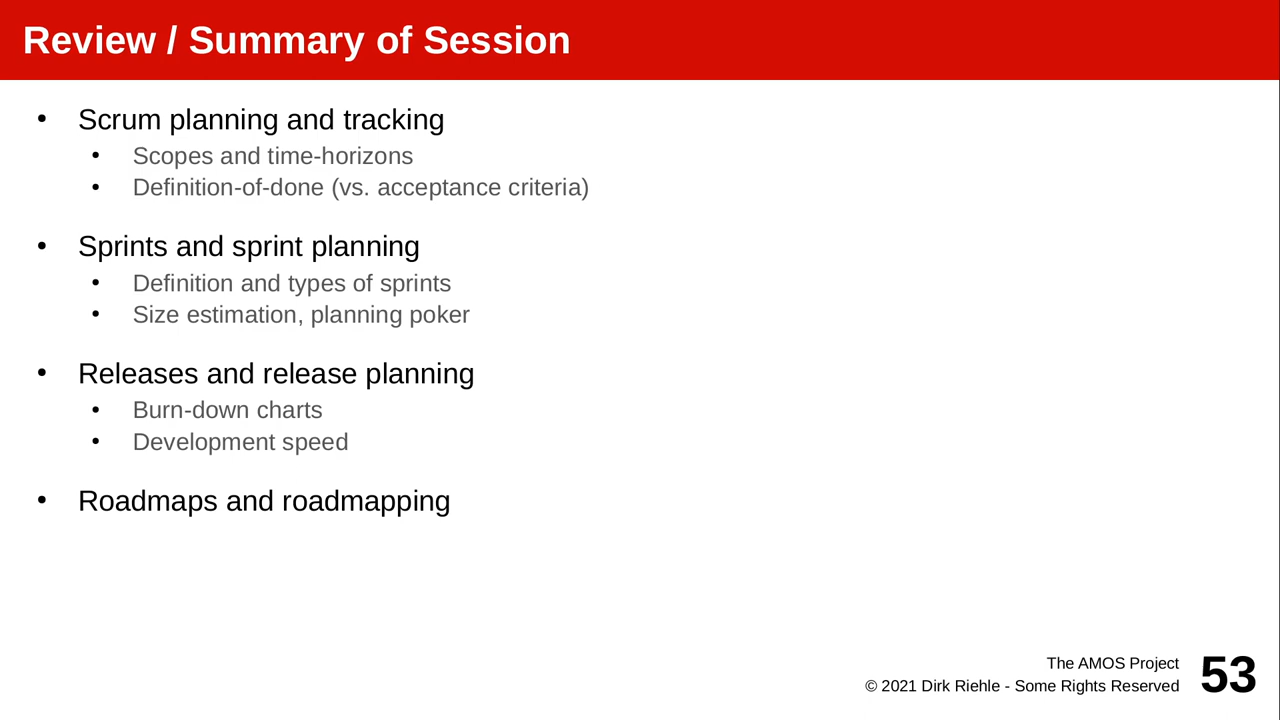 Review / Summary of Session
• Scrum planning and tracking
• Scopes and time-horizons
• Definition-of-done (vs. acceptance criteria)
• Sprints and sprint planning
• Definition and types of sprints
• Size estimation, planning poker
• Releases and release planning
• Burn-down charts
• Development speed
• Roadmaps and roadmapping
The AMOS Project
© 2021 Dirk Riehle - Some Rights Reserved
53